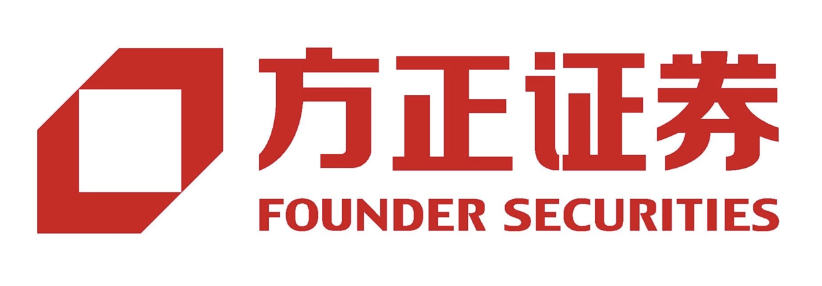 方正证券
FOUNDER SECURITIES